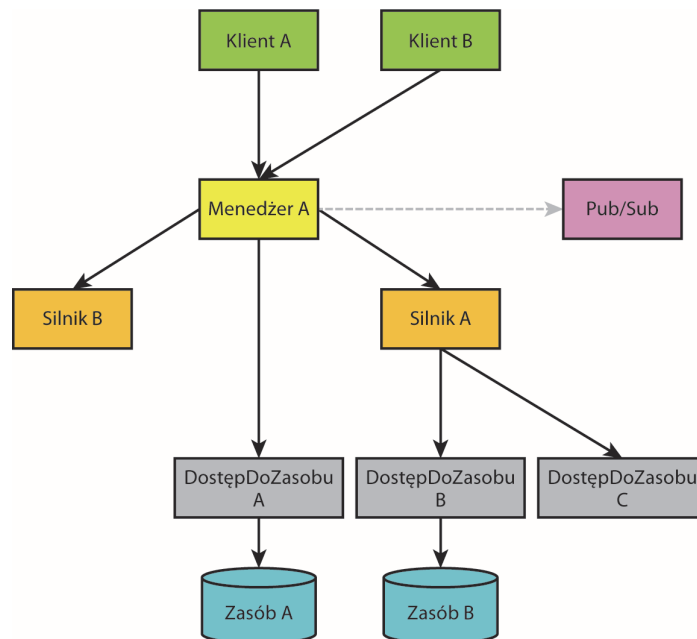 Klient A
Klient B
Menedżer A
Pub/Sub
Silnik B
Silnik A
DostępDoZasobu
A
DostępDoZasobu
B
DostępDoZasobu
C
Zasób A
Zasób B